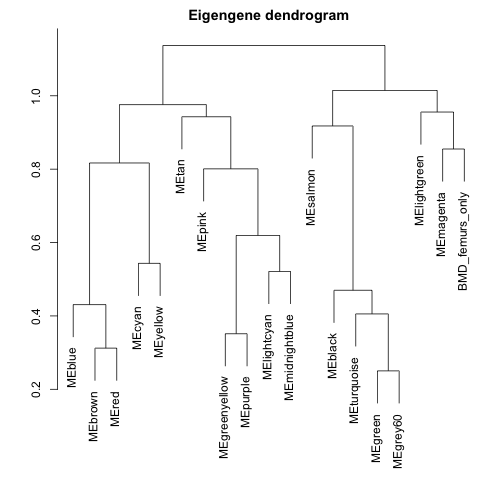 Eigengene dendrogram
1.0
0.8
0.6
0.4
0.2
MEblue
MEbrown
MEred
MEcyan
MEyellow
MEtan
MEpink
MEgreenyellow
MEpurple
MElightcyan
MEmidnightblue
MEsalmon
MEblack
MEturquoise
MEgreen
MEgrey60
MElightgreen
MEmagenta
BMD_femurs_only